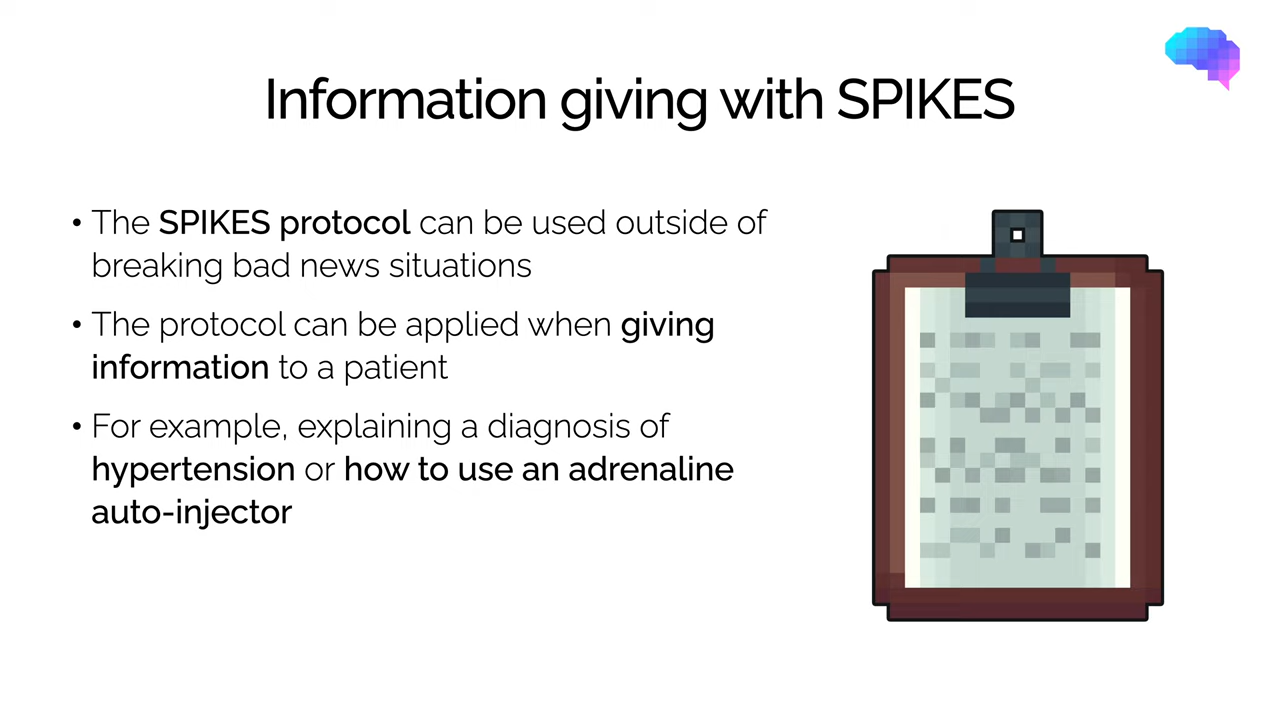 Information giving with SPIKES
• The SPIKES protocol can be used outside of
breaking bad news situations
• The protocol can be applied when giving
information to a patient
• For example, explaining a diagnosis of
hypertension or how to use an adrenaline
auto-injector